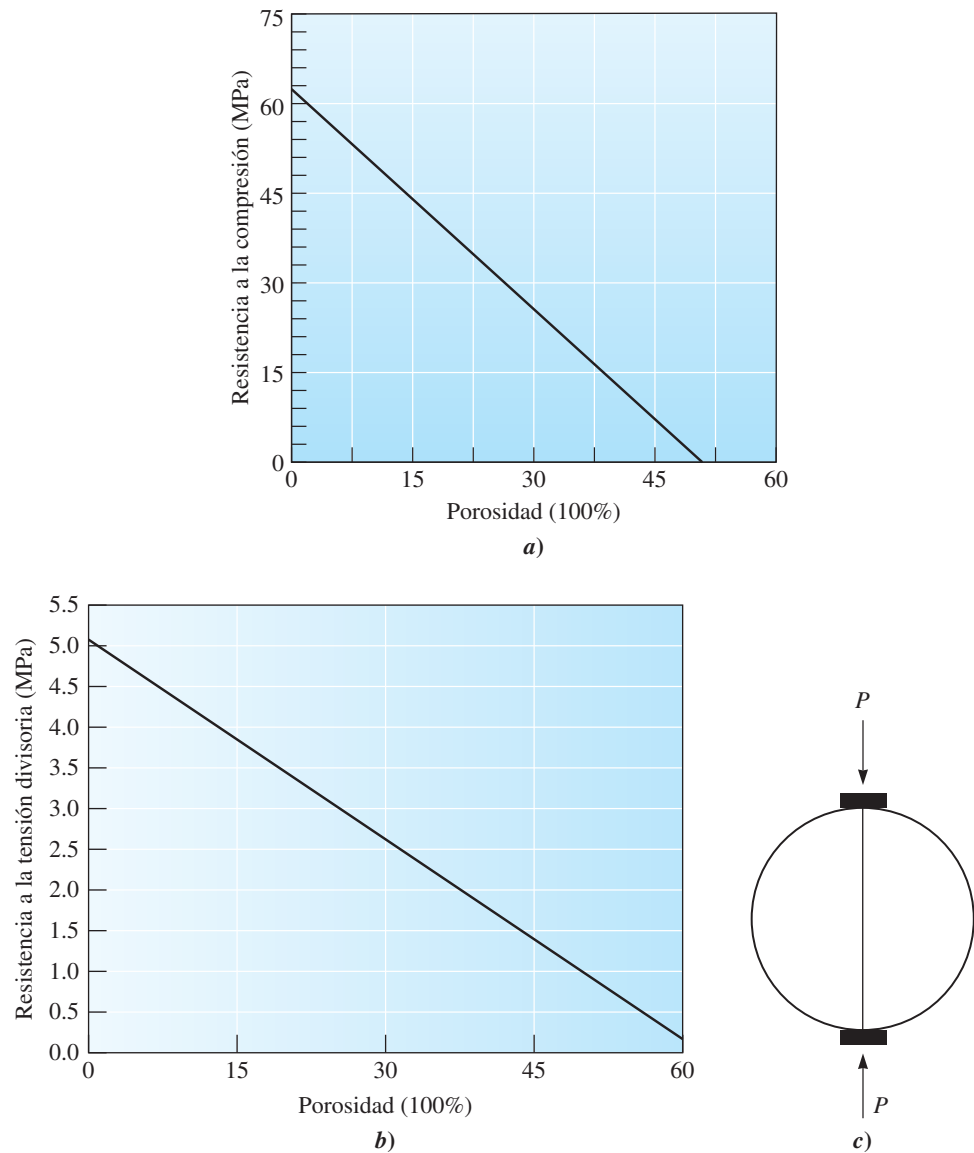 75
60
45
30
15
0
Resistencia a la compresión (MPa)
0 15 30 45 60
Porosidad (100%)
a)
5.5
5.0
4.5
4.0
3.5
3.0
2.5
2.0
1.5
1.0
0.5
0.0
Resistencia a la tensión divisoria (MPa)
0 15 30 45 60
Porosidad (100%)
b)
P
P
c)